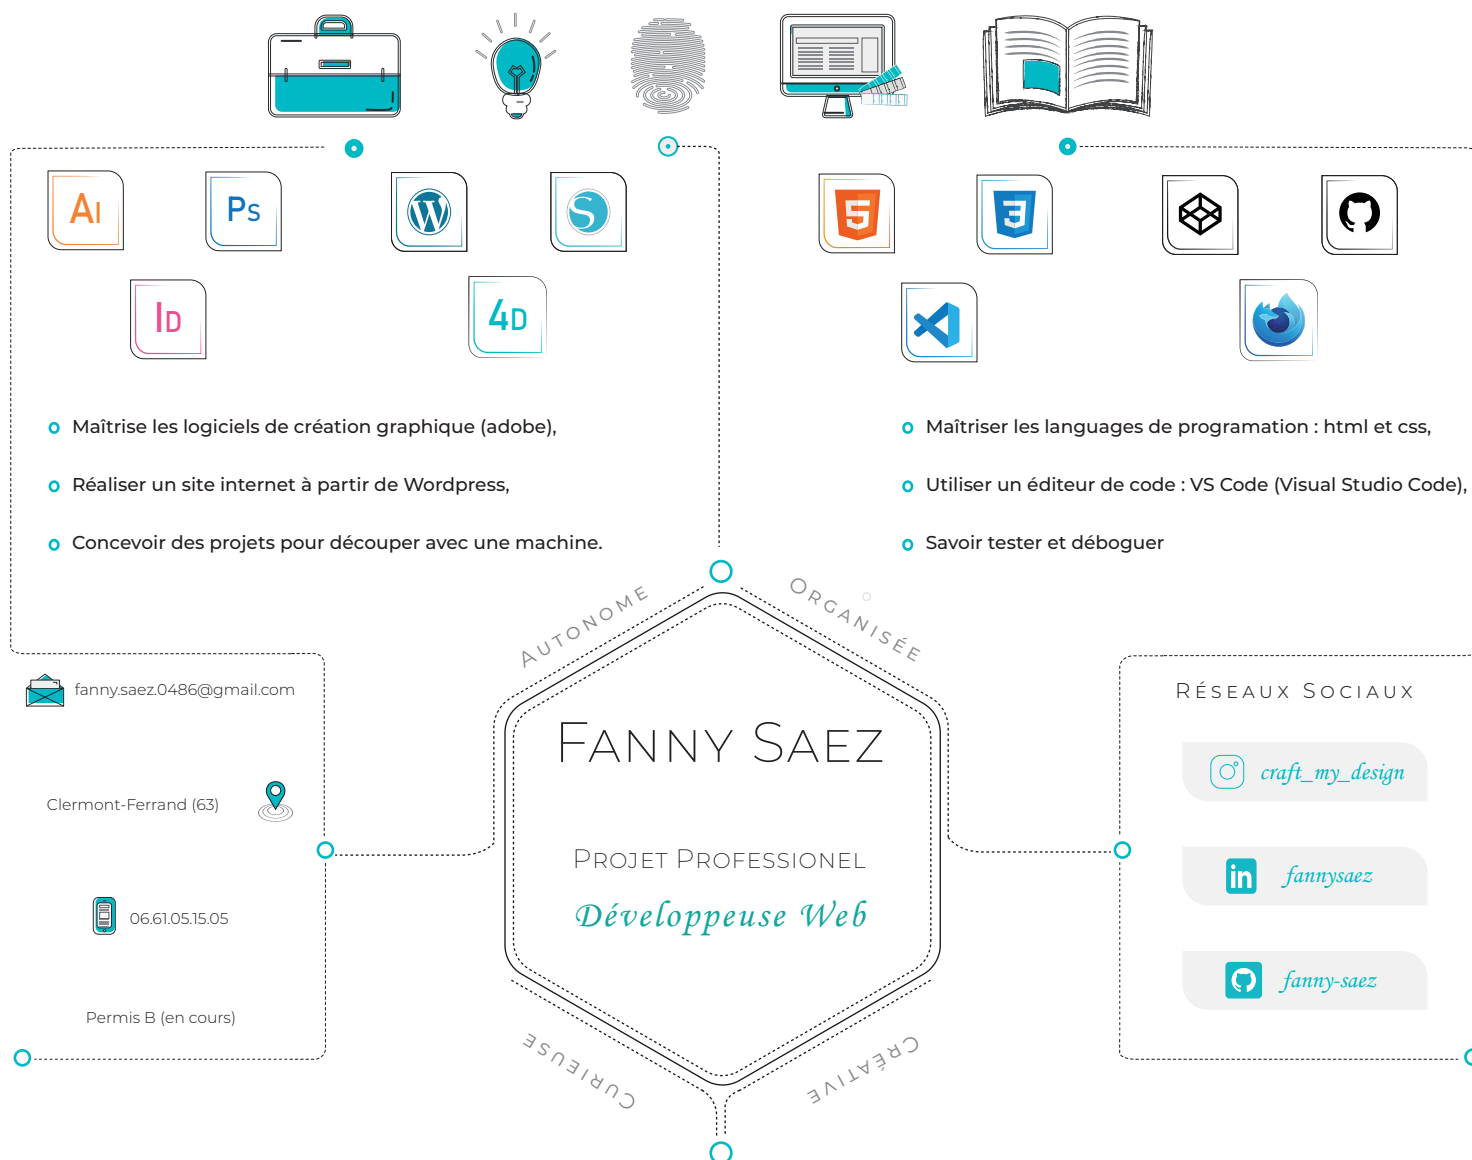 AI
PS
S
5
3
ID
4D
Maîtrise les logiciels de création graphique (adobe),
Réaliser un site internet à partir de Wordpress,
Concevoir des projets pour découper avec une machine.
Maîtriser les languages de programation : html et css,
Utiliser un éditeur de code : VS Code (Visual Studio Code),
Savoir tester et déboguer
AUTONOME
ORGANISÉE
fanny.saez.0486@gmail.com
Clermont-Ferrand (63)
06.61.05.15.05
Permis B (en cours)
FANNY SAEZ
PROJET PROFESSIONEL
Développeuse Web
CURIEUSE
CRÉATIVE
RÉSEAUX SOCIAUX
craft_my_design
in fannysaez
fanny-saez